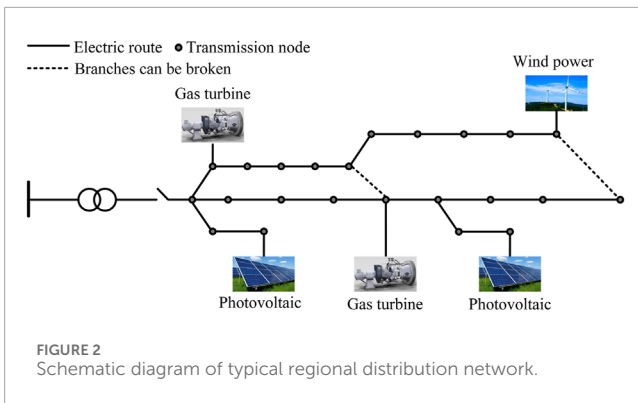 Electric route
Transmission node
Branches can be broken
Wind power
Gas turbine
Photovoltaic
Gas turbine
Photovoltaic
FIGURE 2
Schematic diagram of typical regional distribution network.